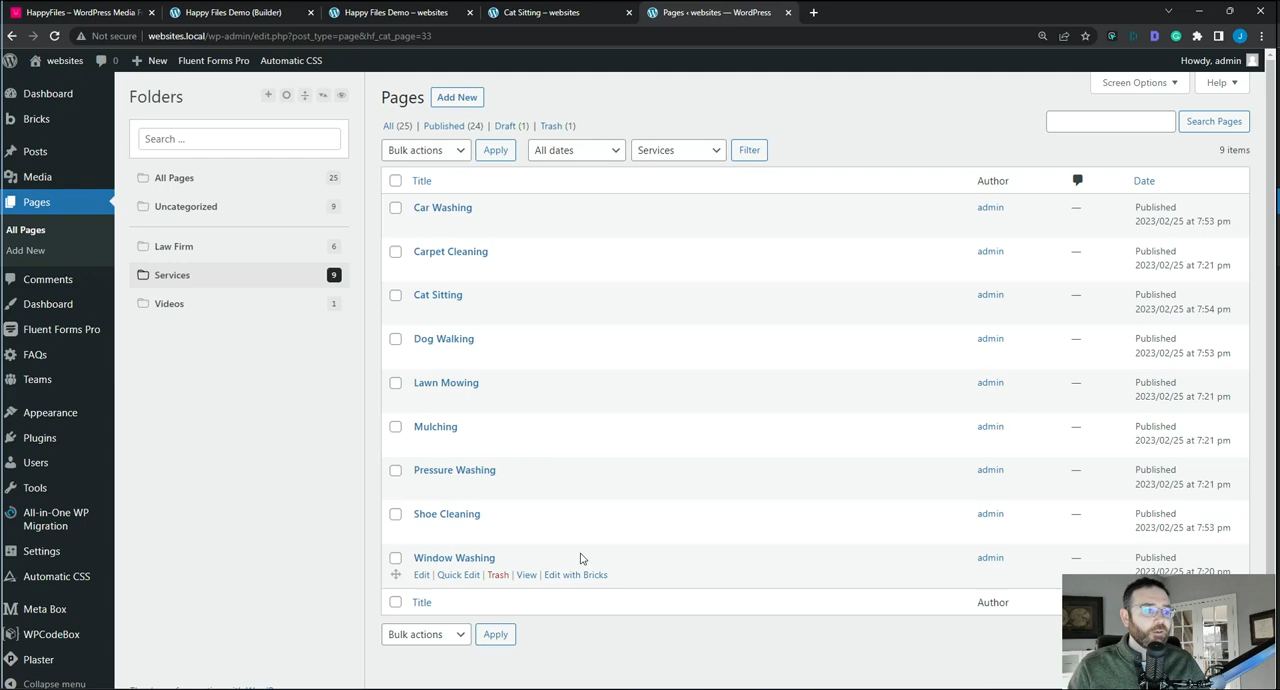 HappyFiles – WordPress Media F
Happy Files Demo (Builder)
Happy Files Demo – websites
Cat Sitting – websites
Pages ‹ websites — WordPress
Not secure websites.local/wp-admin/edit.php?post_type=page&hf_cat_page=33
websites 0 New Fluent Forms Pro Automatic CSS Howdy, admin
Dashboard
Bricks
Posts
Media
Pages
All Pages
Add New
Comments
Dashboard
Fluent Forms Pro
FAQs
Teams
Appearance
Plugins
Users
Tools
All-in-One WP
Migration
Settings
Automatic CSS
Meta Box
WPCodeBox
Plaster
Collapse menu
Folders
Search ...
All Pages 25
Uncategorized 9
Law Firm 6
Services 9
Videos 1
Screen Options Help
Pages Add New
All (25) | Published (24) | Draft (1) | Trash (1)
Search Pages
Bulk actions Apply All dates Services Filter 9 items
Title Author Date
Car Washing admin — Published
2023/02/25 at 7:53 pm
Carpet Cleaning admin — Published
2023/02/25 at 7:21 pm
Cat Sitting admin — Published
2023/02/25 at 7:54 pm
Dog Walking admin — Published
2023/02/25 at 7:53 pm
Lawn Mowing admin — Published
2023/02/25 at 7:21 pm
Mulching admin — Published
2023/02/25 at 7:21 pm
Pressure Washing admin — Published
2023/02/25 at 7:21 pm
Shoe Cleaning admin — Published
2023/02/25 at 7:53 pm
Window Washing admin — Published
Edit | Quick Edit | Trash | View | Edit with Bricks 2023/02/25 at 7:20 pm
Title Author
Bulk actions Apply